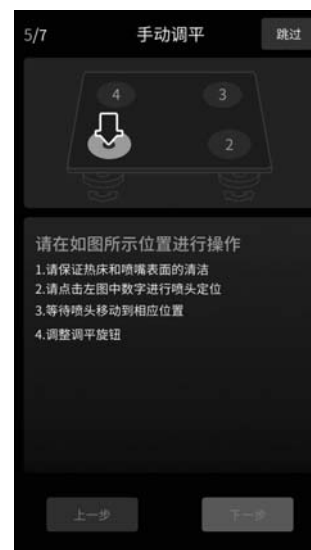 5/7
手动调平
跳过
4
3
2
请在如图所示位置进行操作
1.请保证热床和喷嘴表面的清洁
2.请点击左图中数字进行喷头定位
3.等待喷头移动到相应位置
4.调整调平旋钮
上一步
下一步